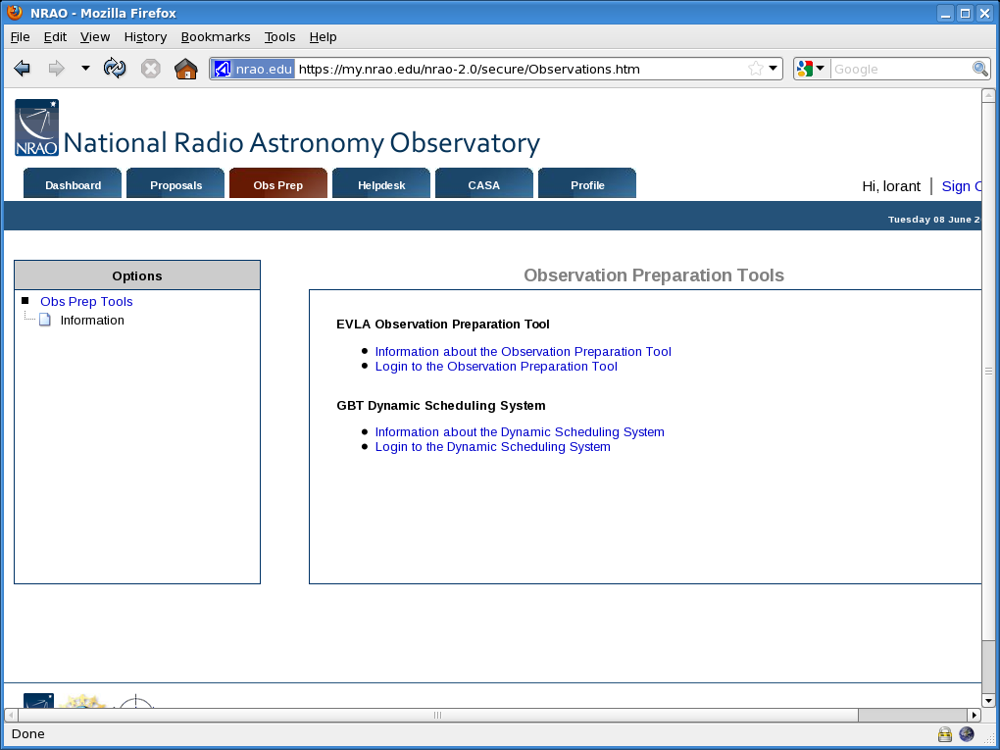 NRAO - Mozilla Firefox
File Edit View History Bookmarks Tools Help
nrao.edu https://my.nrao.edu/nrao-2.0/secure/Observations.htm Google
NRAO National Radio Astronomy Observatory
Dashboard Proposals Obs Prep Helpdesk CASA Profile Hi, lorant | Sign O
Tuesday 08 June 2
Options
Obs Prep Tools
Information
Observation Preparation Tools
EVLA Observation Preparation Tool
Information about the Observation Preparation Tool
Login to the Observation Preparation Tool
GBT Dynamic Scheduling System
Information about the Dynamic Scheduling System
Login to the Dynamic Scheduling System
Done